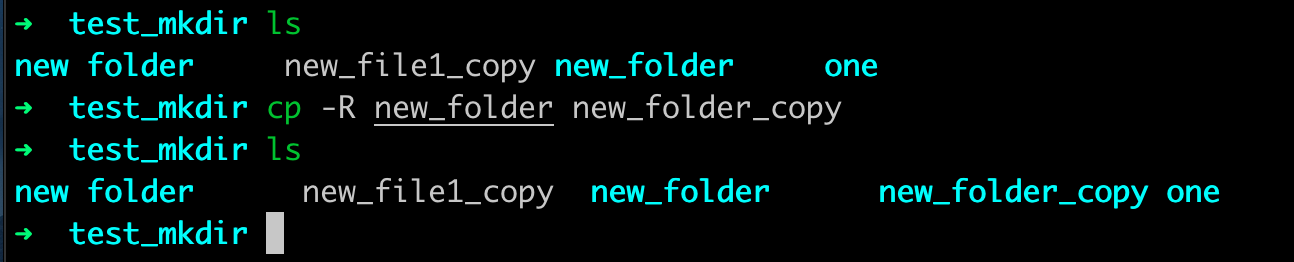 ➜  test_mkdir ls
new folder     new_file1_copy new_folder     one
➜  test_mkdir cp -R new_folder new_folder_copy
➜  test_mkdir ls
new folder      new_file1_copy  new_folder      new_folder_copy one
➜  test_mkdir